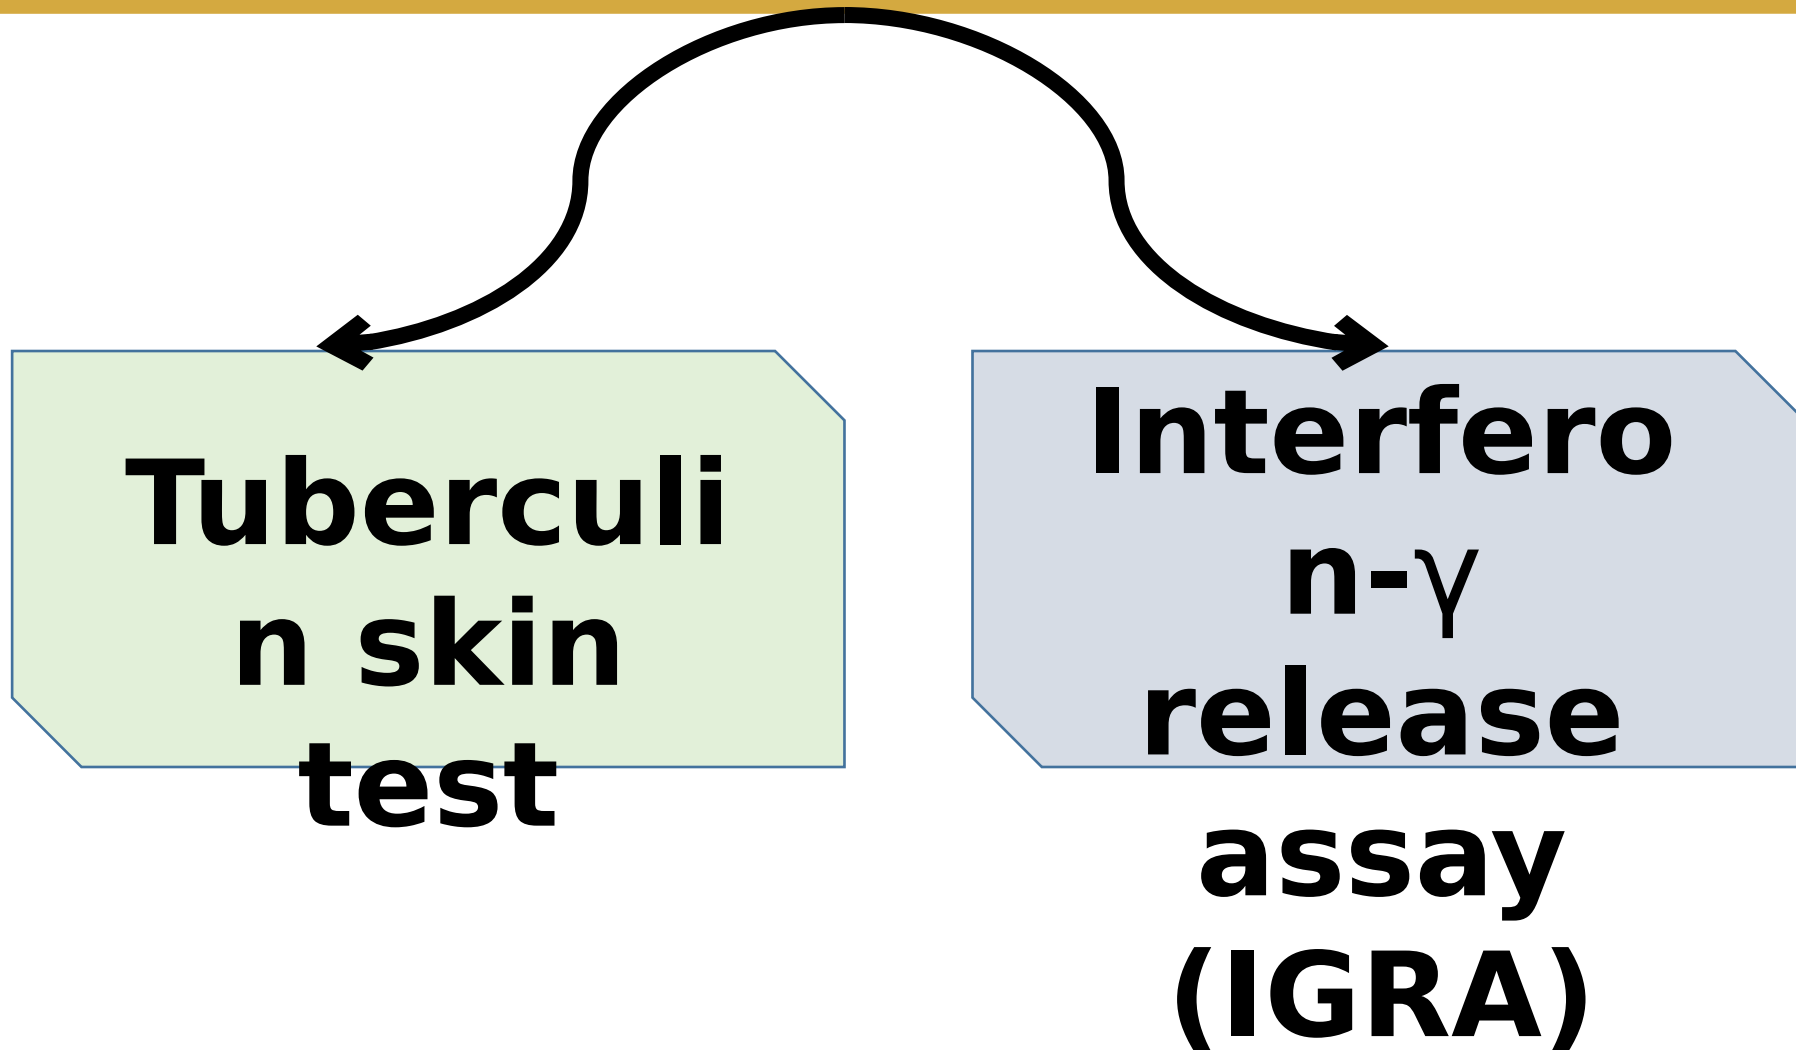 Tuberculi
n skin
test
Interfero
n-γ
release
assay
(IGRA)